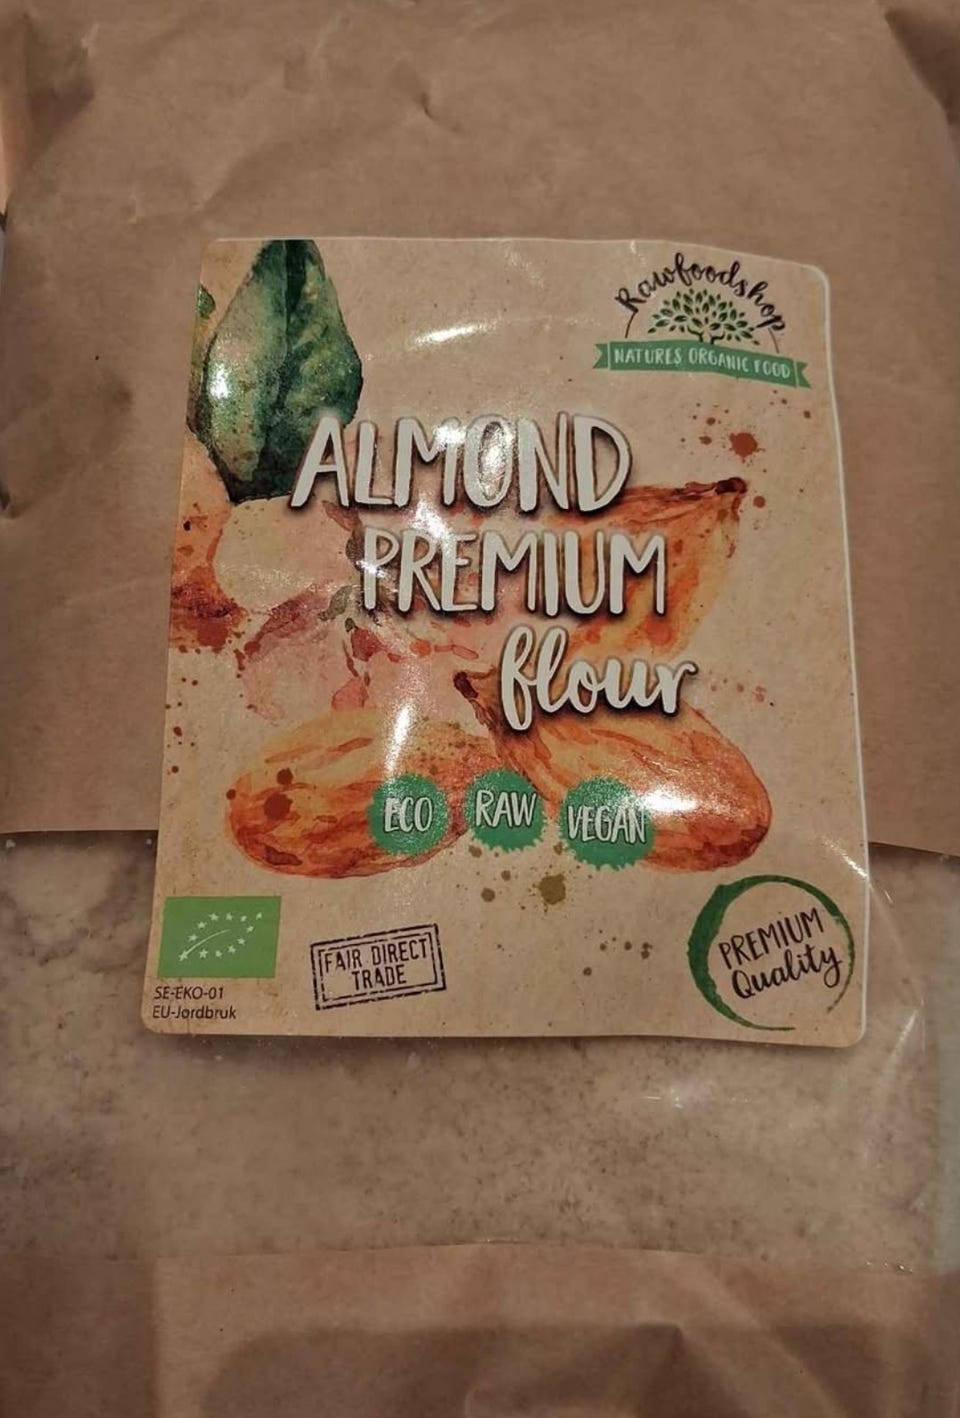 Rawfoodshop
NATURES ORGANIC FOOD
ALMOND
PREMIUM
flour
ECO
RAW
VEGAN
SE-EKO-01
EU-Jordbruk
FAIR DIRECT
TRADE
PREMIUM
Quality